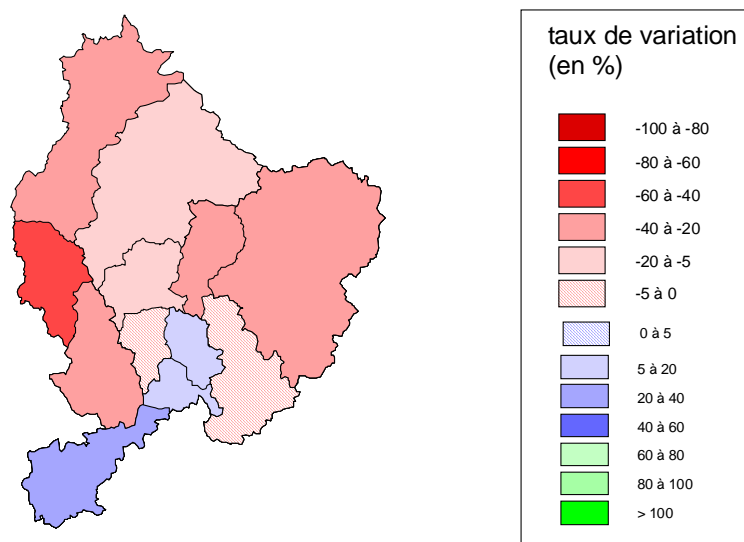 taux de variation
(en %)
-100 à -80
-80 à -60
-60 à -40
-40 à -20
-20 à -5
-5 à 0
0 à 5
5 à 20
20 à 40
40 à 60
60 à 80
80 à 100
> 100